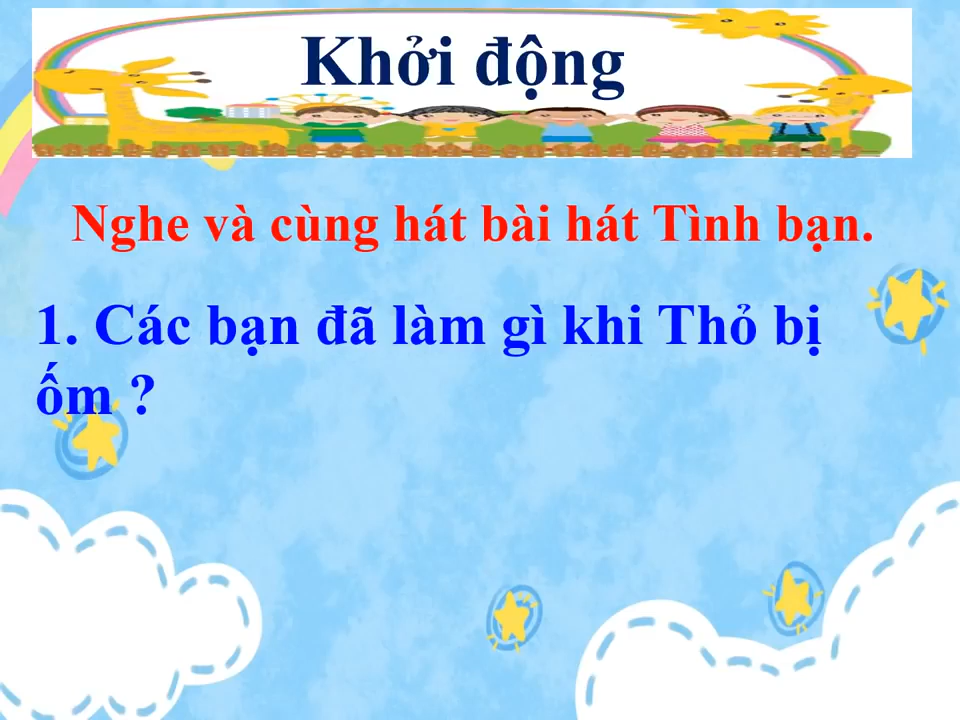 Khởi động
Nghe và cùng hát bài hát Tình bạn.
1. Các bạn đã làm gì khi Thỏ bị
ốm ?